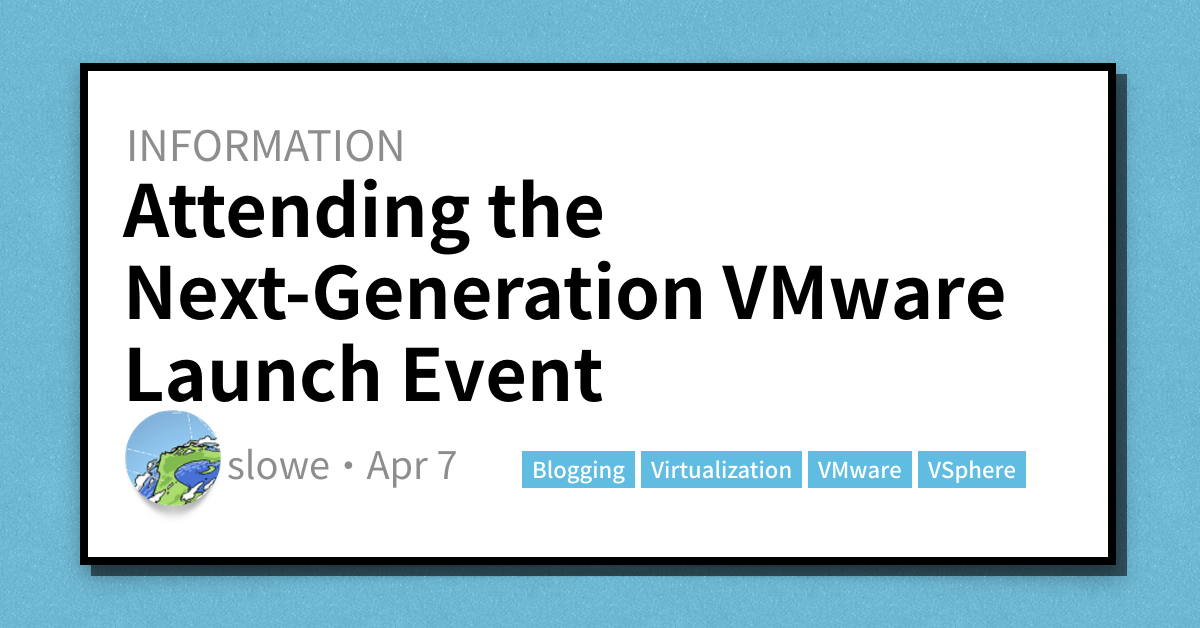 INFORMATION
Attending the
Next-Generation VMware
Launch Event
slowe • Apr 7
Blogging Virtualization VMware VSphere